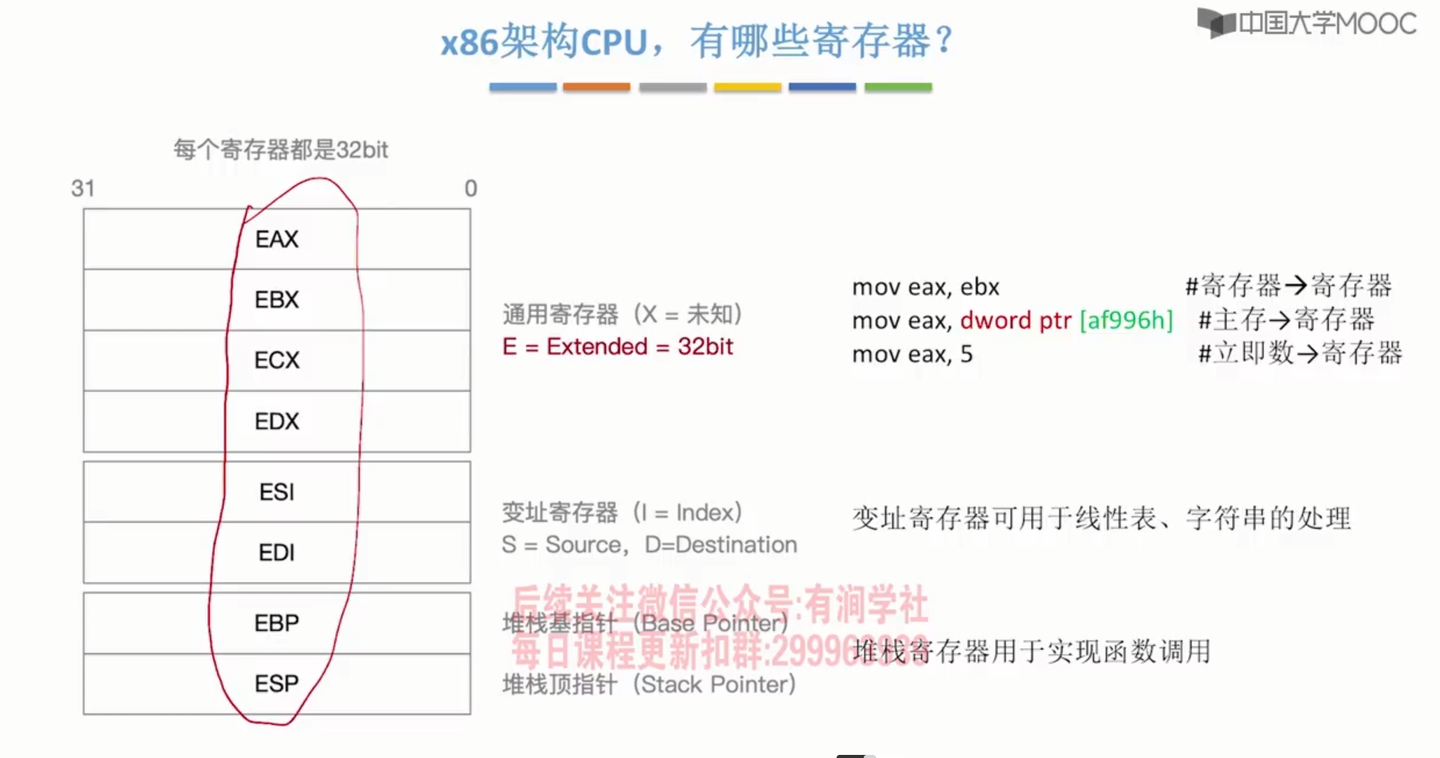 中国大学MOOC
x86架构CPU，有哪些寄存器？
每个寄存器都是32bit
31
0
EAX
EBX
ECX
EDX
通用寄存器（X = 未知）
E = Extended = 32bit
mov eax, ebx #寄存器→寄存器
mov eax, dword ptr [af996h] #主存→寄存器
mov eax, 5 #立即数→寄存器
ESI
EDI
变址寄存器（I = Index）
S = Source，D=Destination
变址寄存器可用于线性表、字符串的处理
后续关注微信公众号:有涧学社
EBP
堆栈基指针（Base Pointer）
每日课程更新扣群:
堆栈寄存器用于实现函数调用
ESP
堆栈顶指针（Stack Pointer）